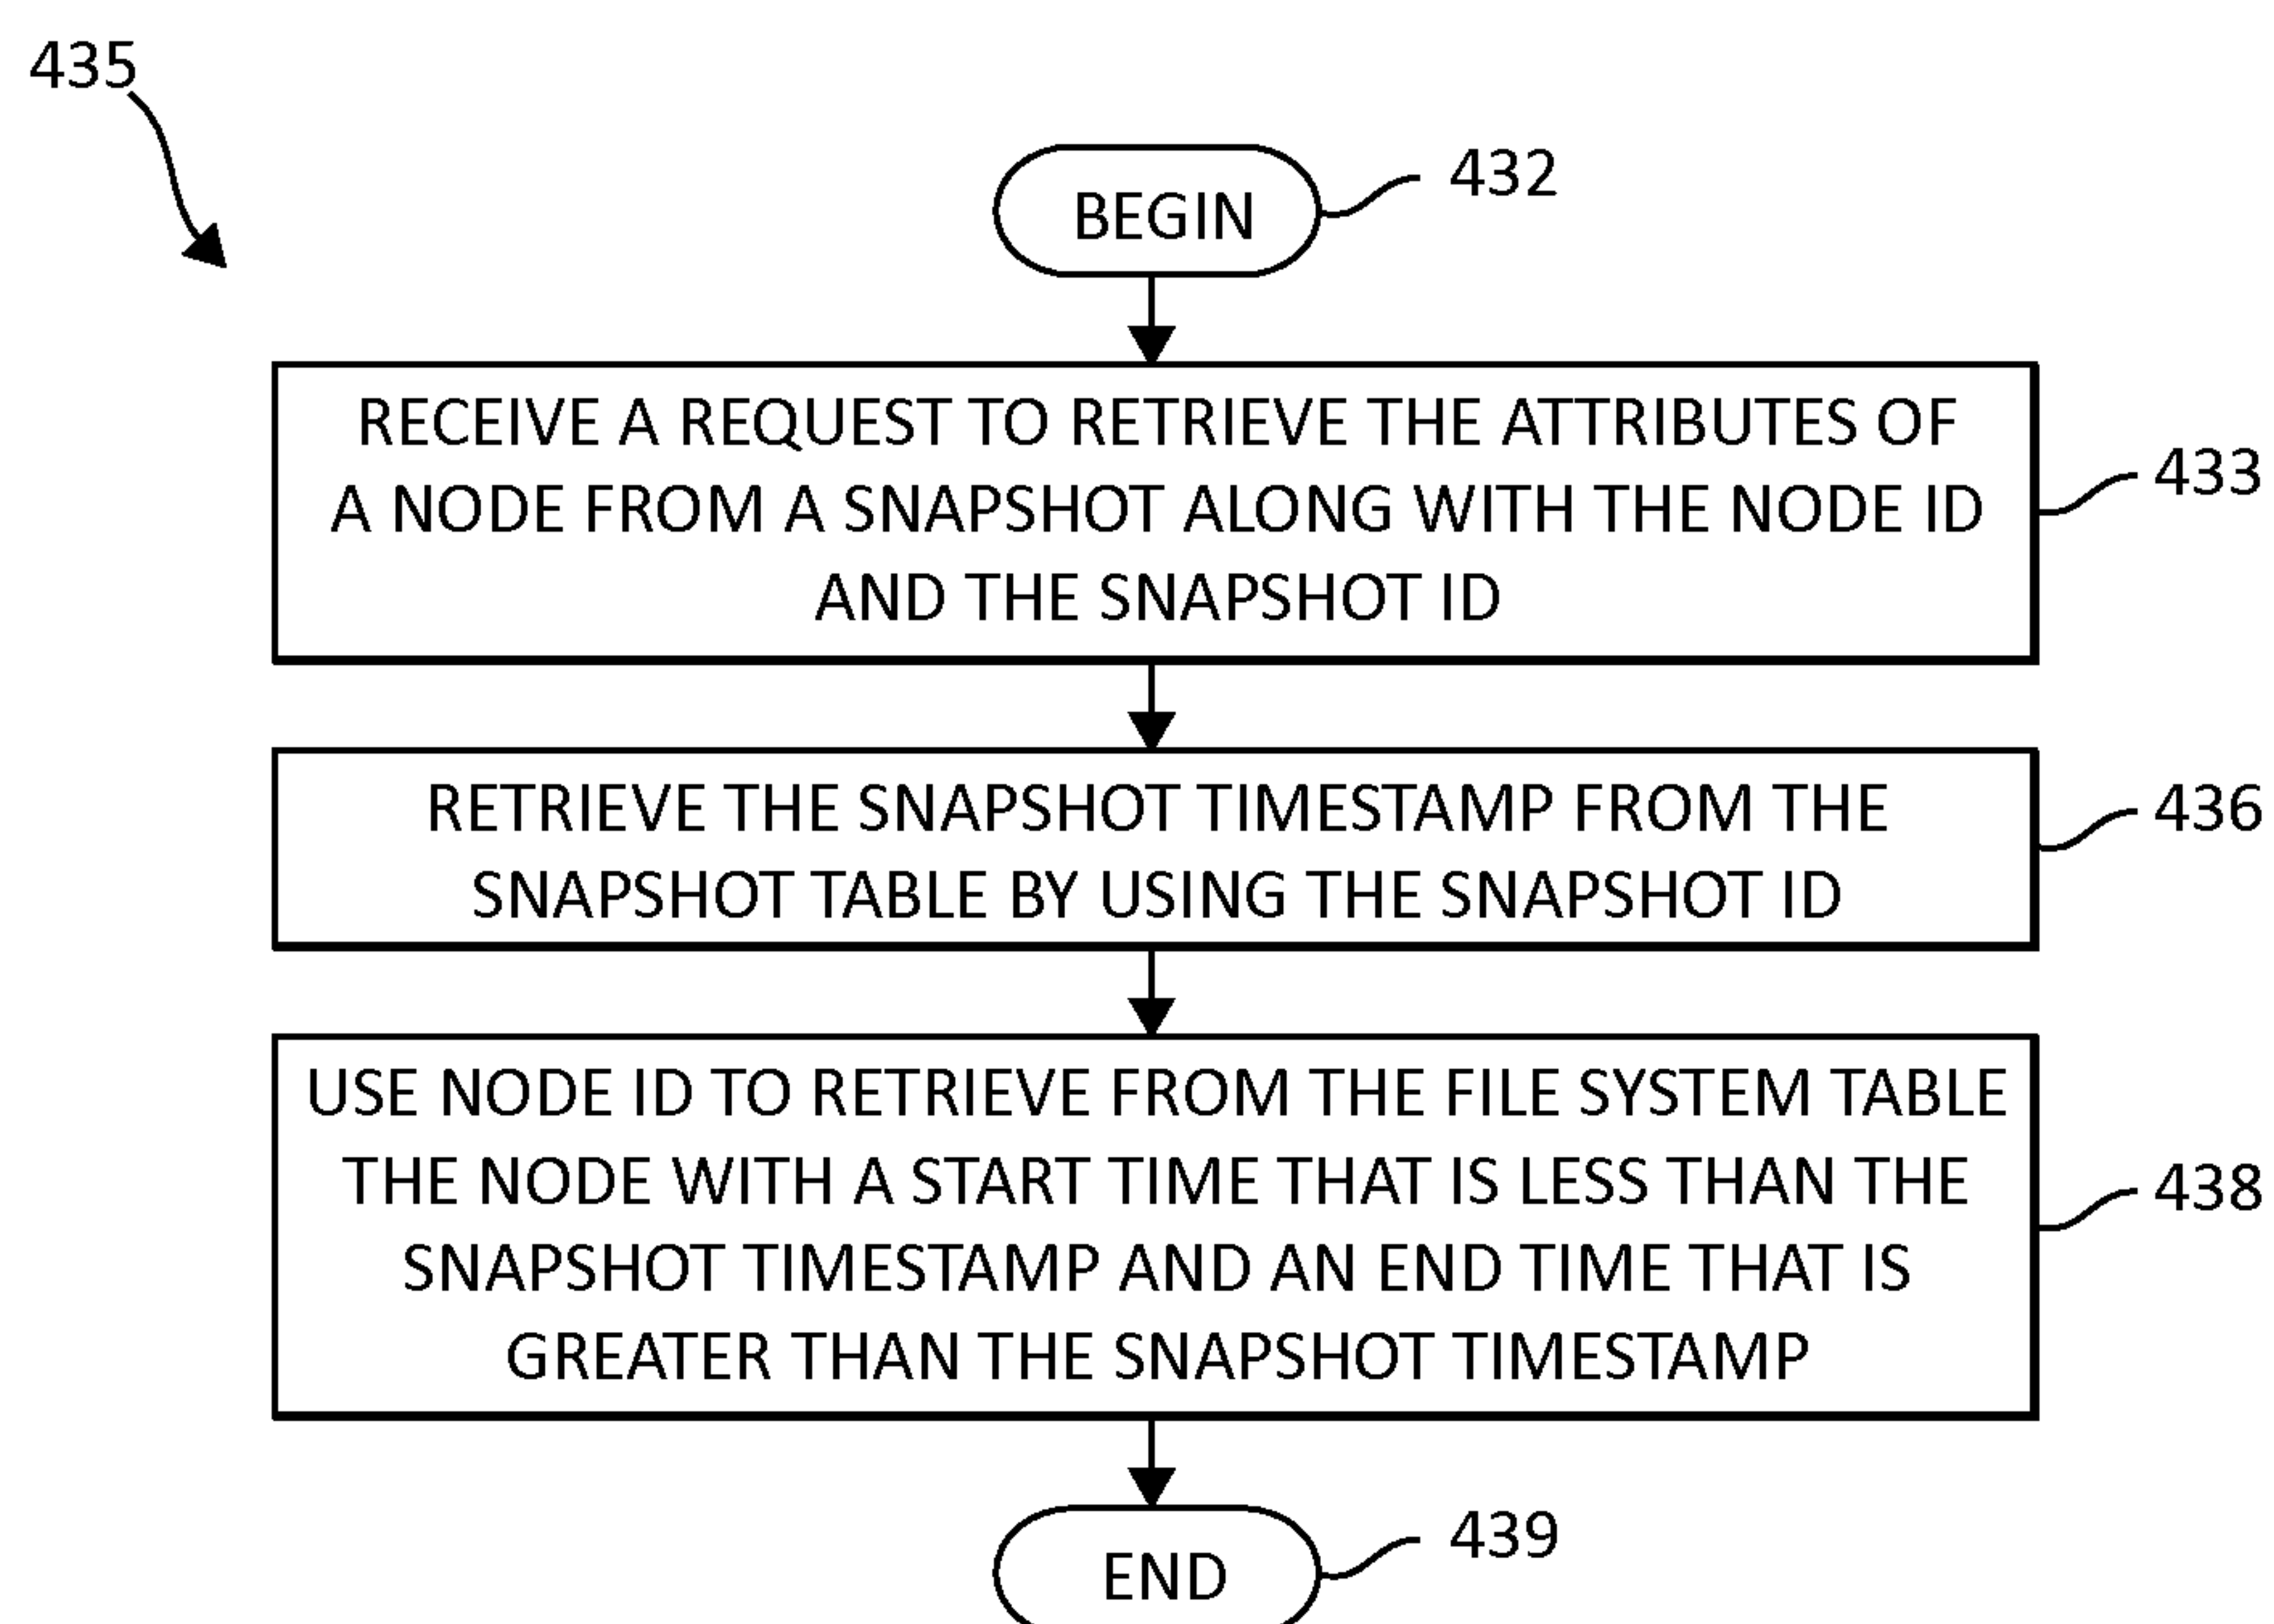 435
BEGIN
432
RECEIVE A REQUEST TO RETRIEVE THE ATTRIBUTES OF
A NODE FROM A SNAPSHOT ALONG WITH THE NODE ID
AND THE SNAPSHOT ID
433
RETRIEVE THE SNAPSHOT TIMESTAMP FROM THE
SNAPSHOT TABLE BY USING THE SNAPSHOT ID
436
USE NODE ID TO RETRIEVE FROM THE FILE SYSTEM TABLE
THE NODE WITH A START TIME THAT IS LESS THAN THE
SNAPSHOT TIMESTAMP AND AN END TIME THAT IS
GREATER THAN THE SNAPSHOT TIMESTAMP
438
END
439